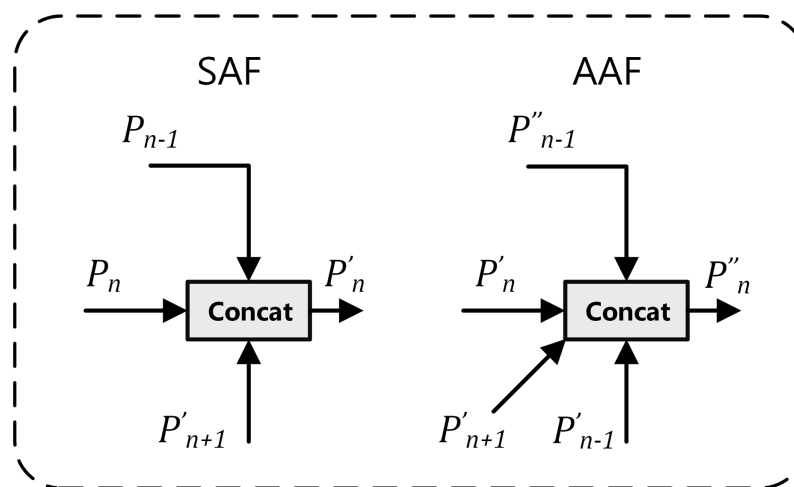 SAF
P_{n-1}
P_n
Concat
P'_n
P'_{n+1}
AAF
P''_{n-1}
P'_n
Concat
P''_n
P'_{n+1}
P'_{n-1}